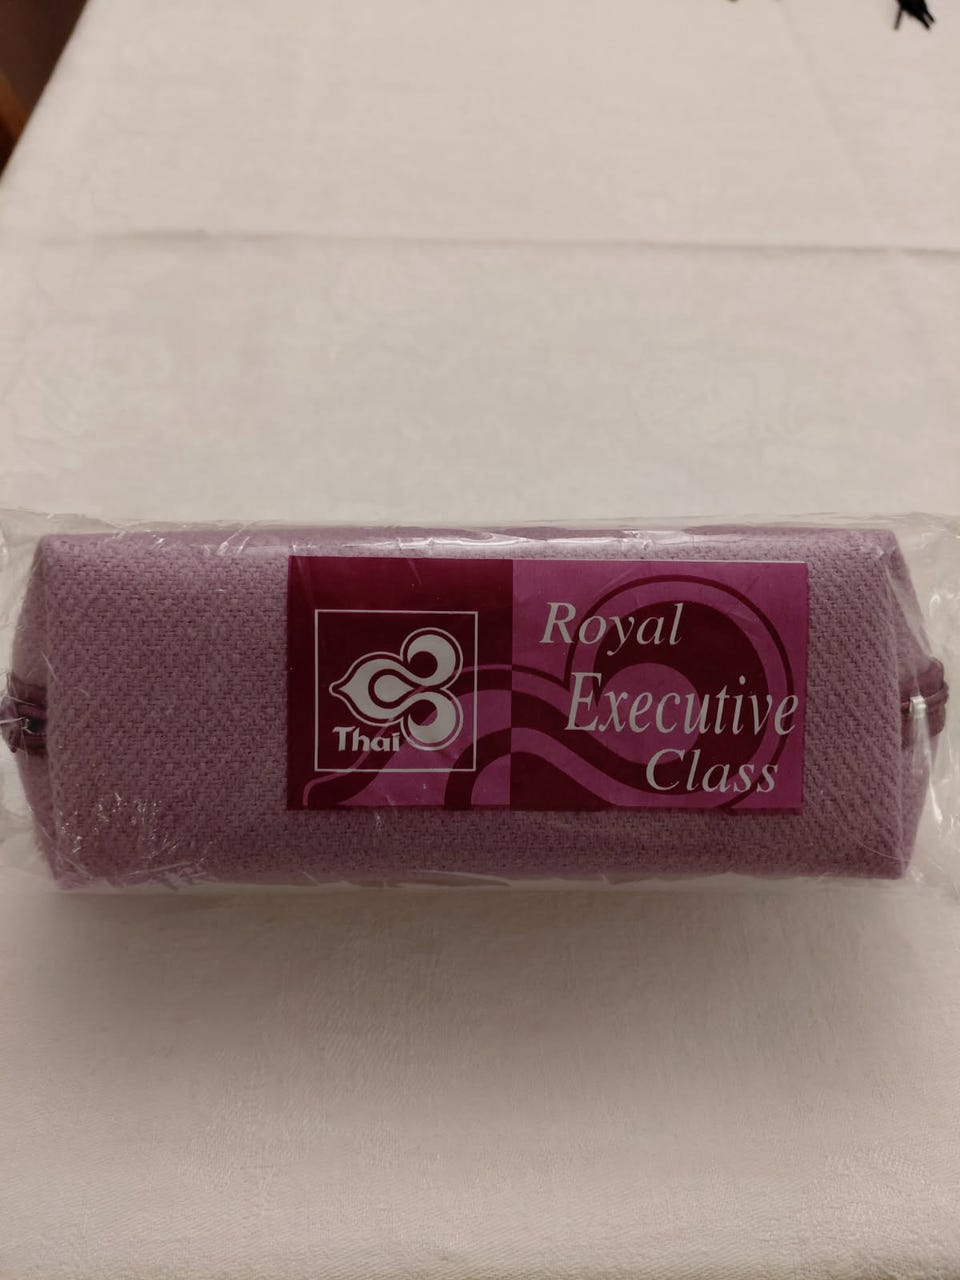 Thai
Royal
Executive
Class